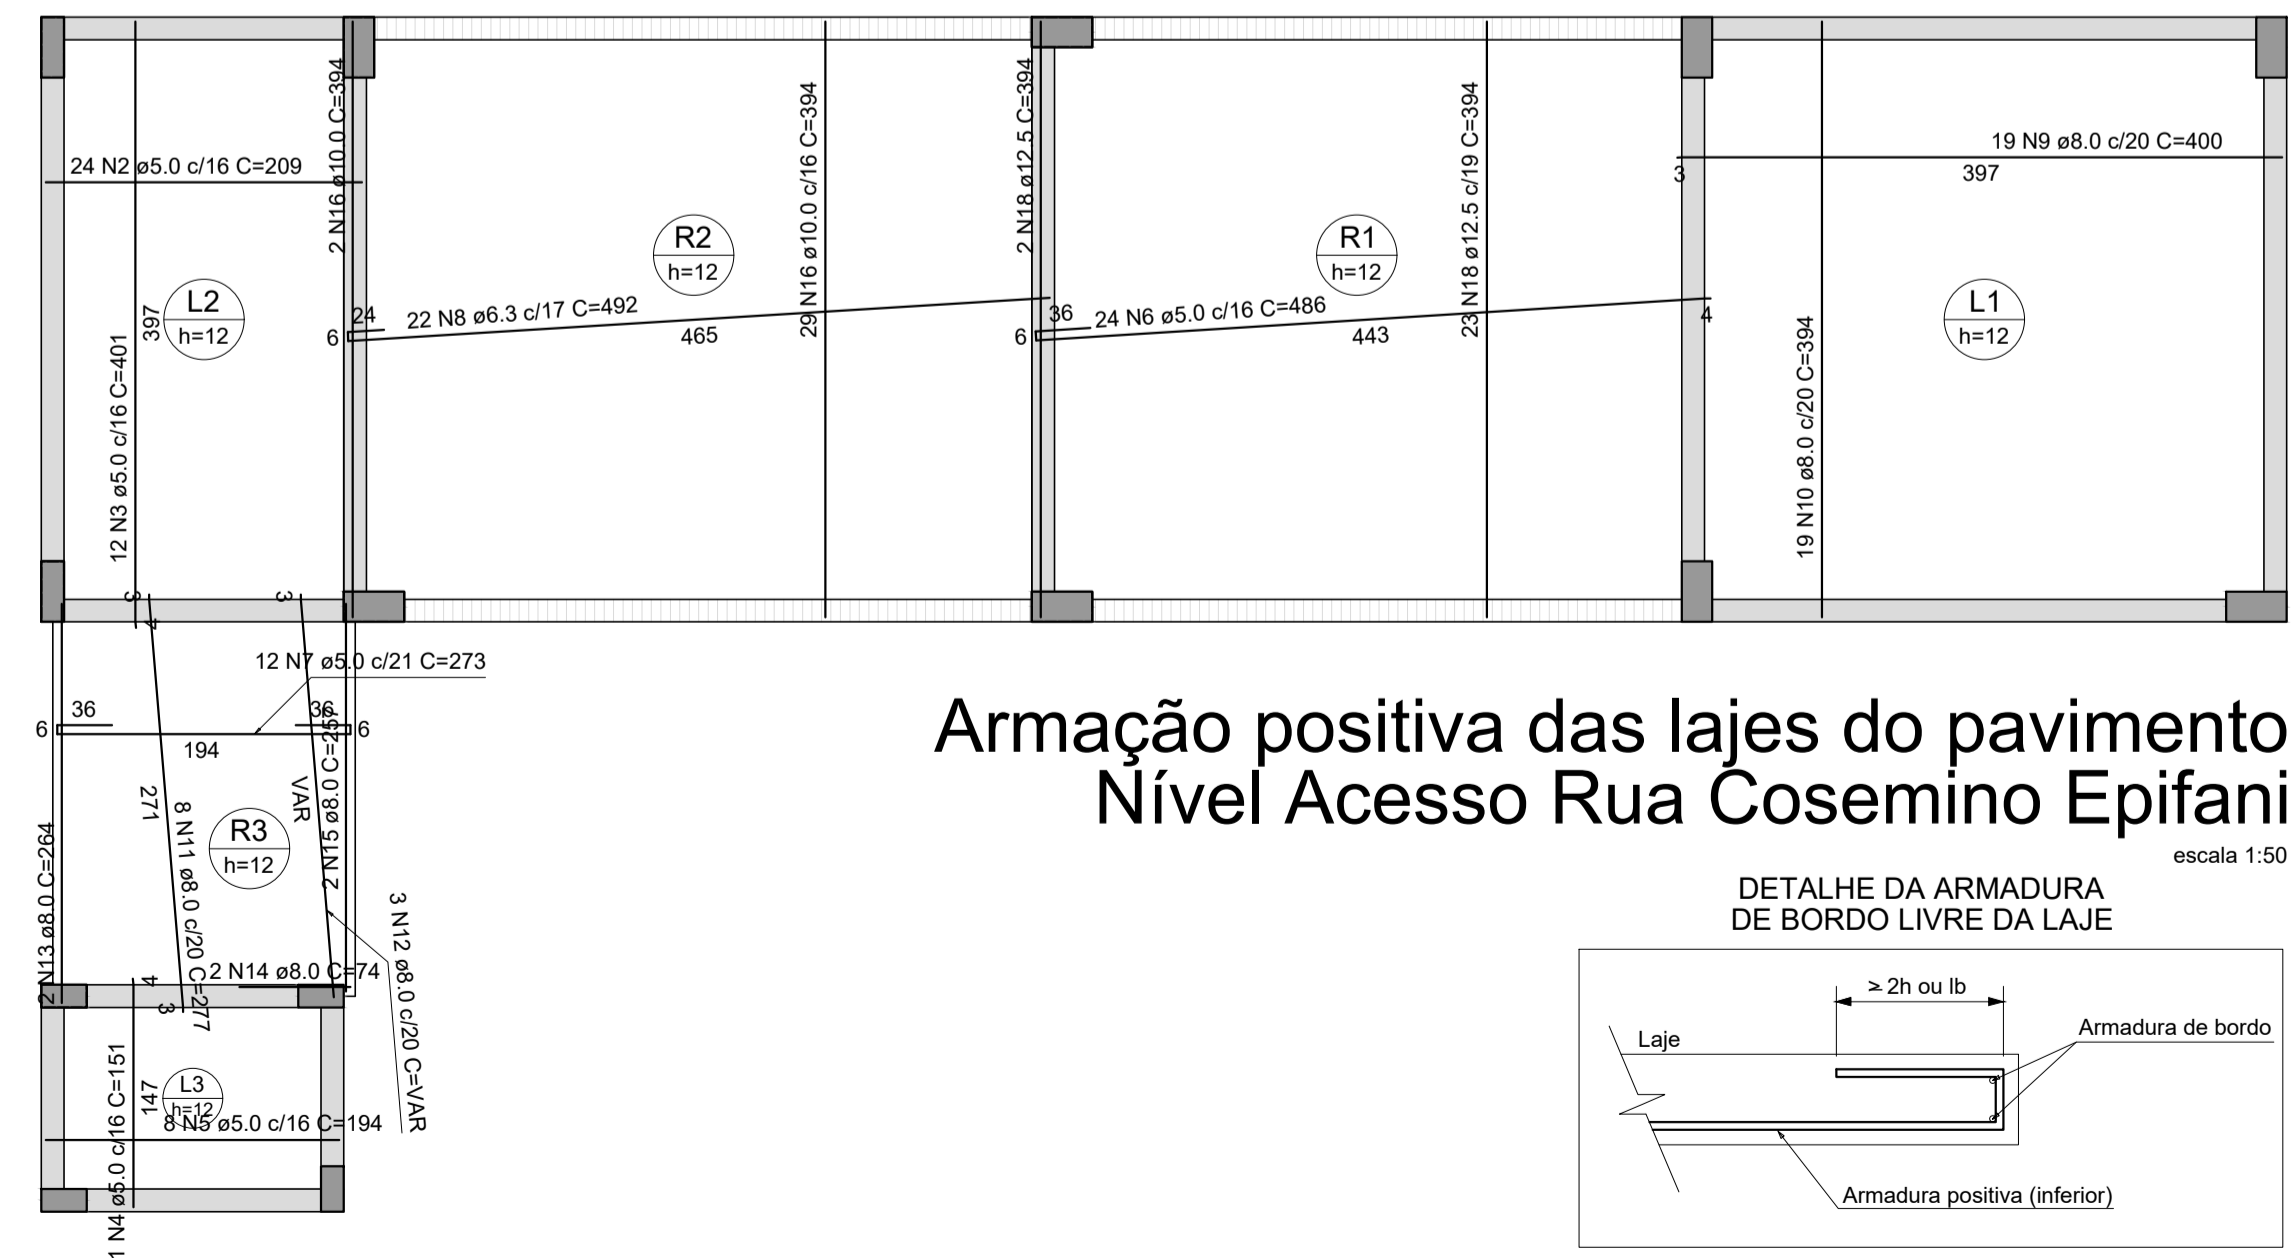 2 N16 ø10.0 C=394
29 N16 ø10.0 c/16 C=394
2 N18 ø12.5 C=394
23 N18 ø12.5 c/19 C=394
24 N2 ø5.0 c/16 C=209
19 N9 ø8.0 c/20 C=400
3
397
R2
h=12
R1
h=12
L2
h=12
397
12 N3 ø5.0 c/16 C=401
24
6
22 N8 ø6.3 c/17 C=492
465
36
6
24 N6 ø5.0 c/16 C=486
443
4
19 N10 ø8.0 c/20 C=394
L1
h=12
3
3
4
12 N7 ø5.0 c/21 C=273
36
36
6
6
194
271
8 N11 ø8.0 c/20 C=277
VAR
2 N15 ø8.0 C=257
R3
h=12
2 N13 ø8.0 C=264
3 N12 ø8.0 c/20 C=VAR
2 N14 ø8.0 C=74
4
3
L3
h=12
147
8 N5 ø5.0 c/16 C=194
1 N4 ø5.0 c/16 C=151
Armação positiva das lajes do pavimento
Nível Acesso Rua Cosemino Epifani
escala 1:50
DETALHE DA ARMADURA
DE BORDO LIVRE DA LAJE
≥ 2h ou lb
Laje
Armadura de bordo
Armadura positiva (inferior)